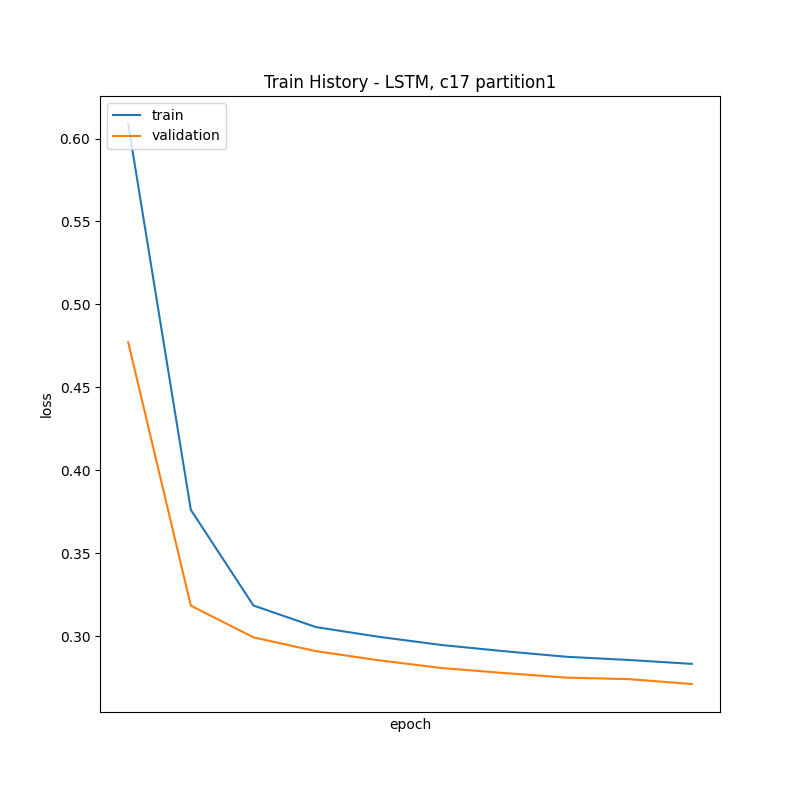 Train History - LSTM, c17 partition1
train
validation
0.60
0.55
0.50
0.45
0.40
0.35
0.30
loss
epoch